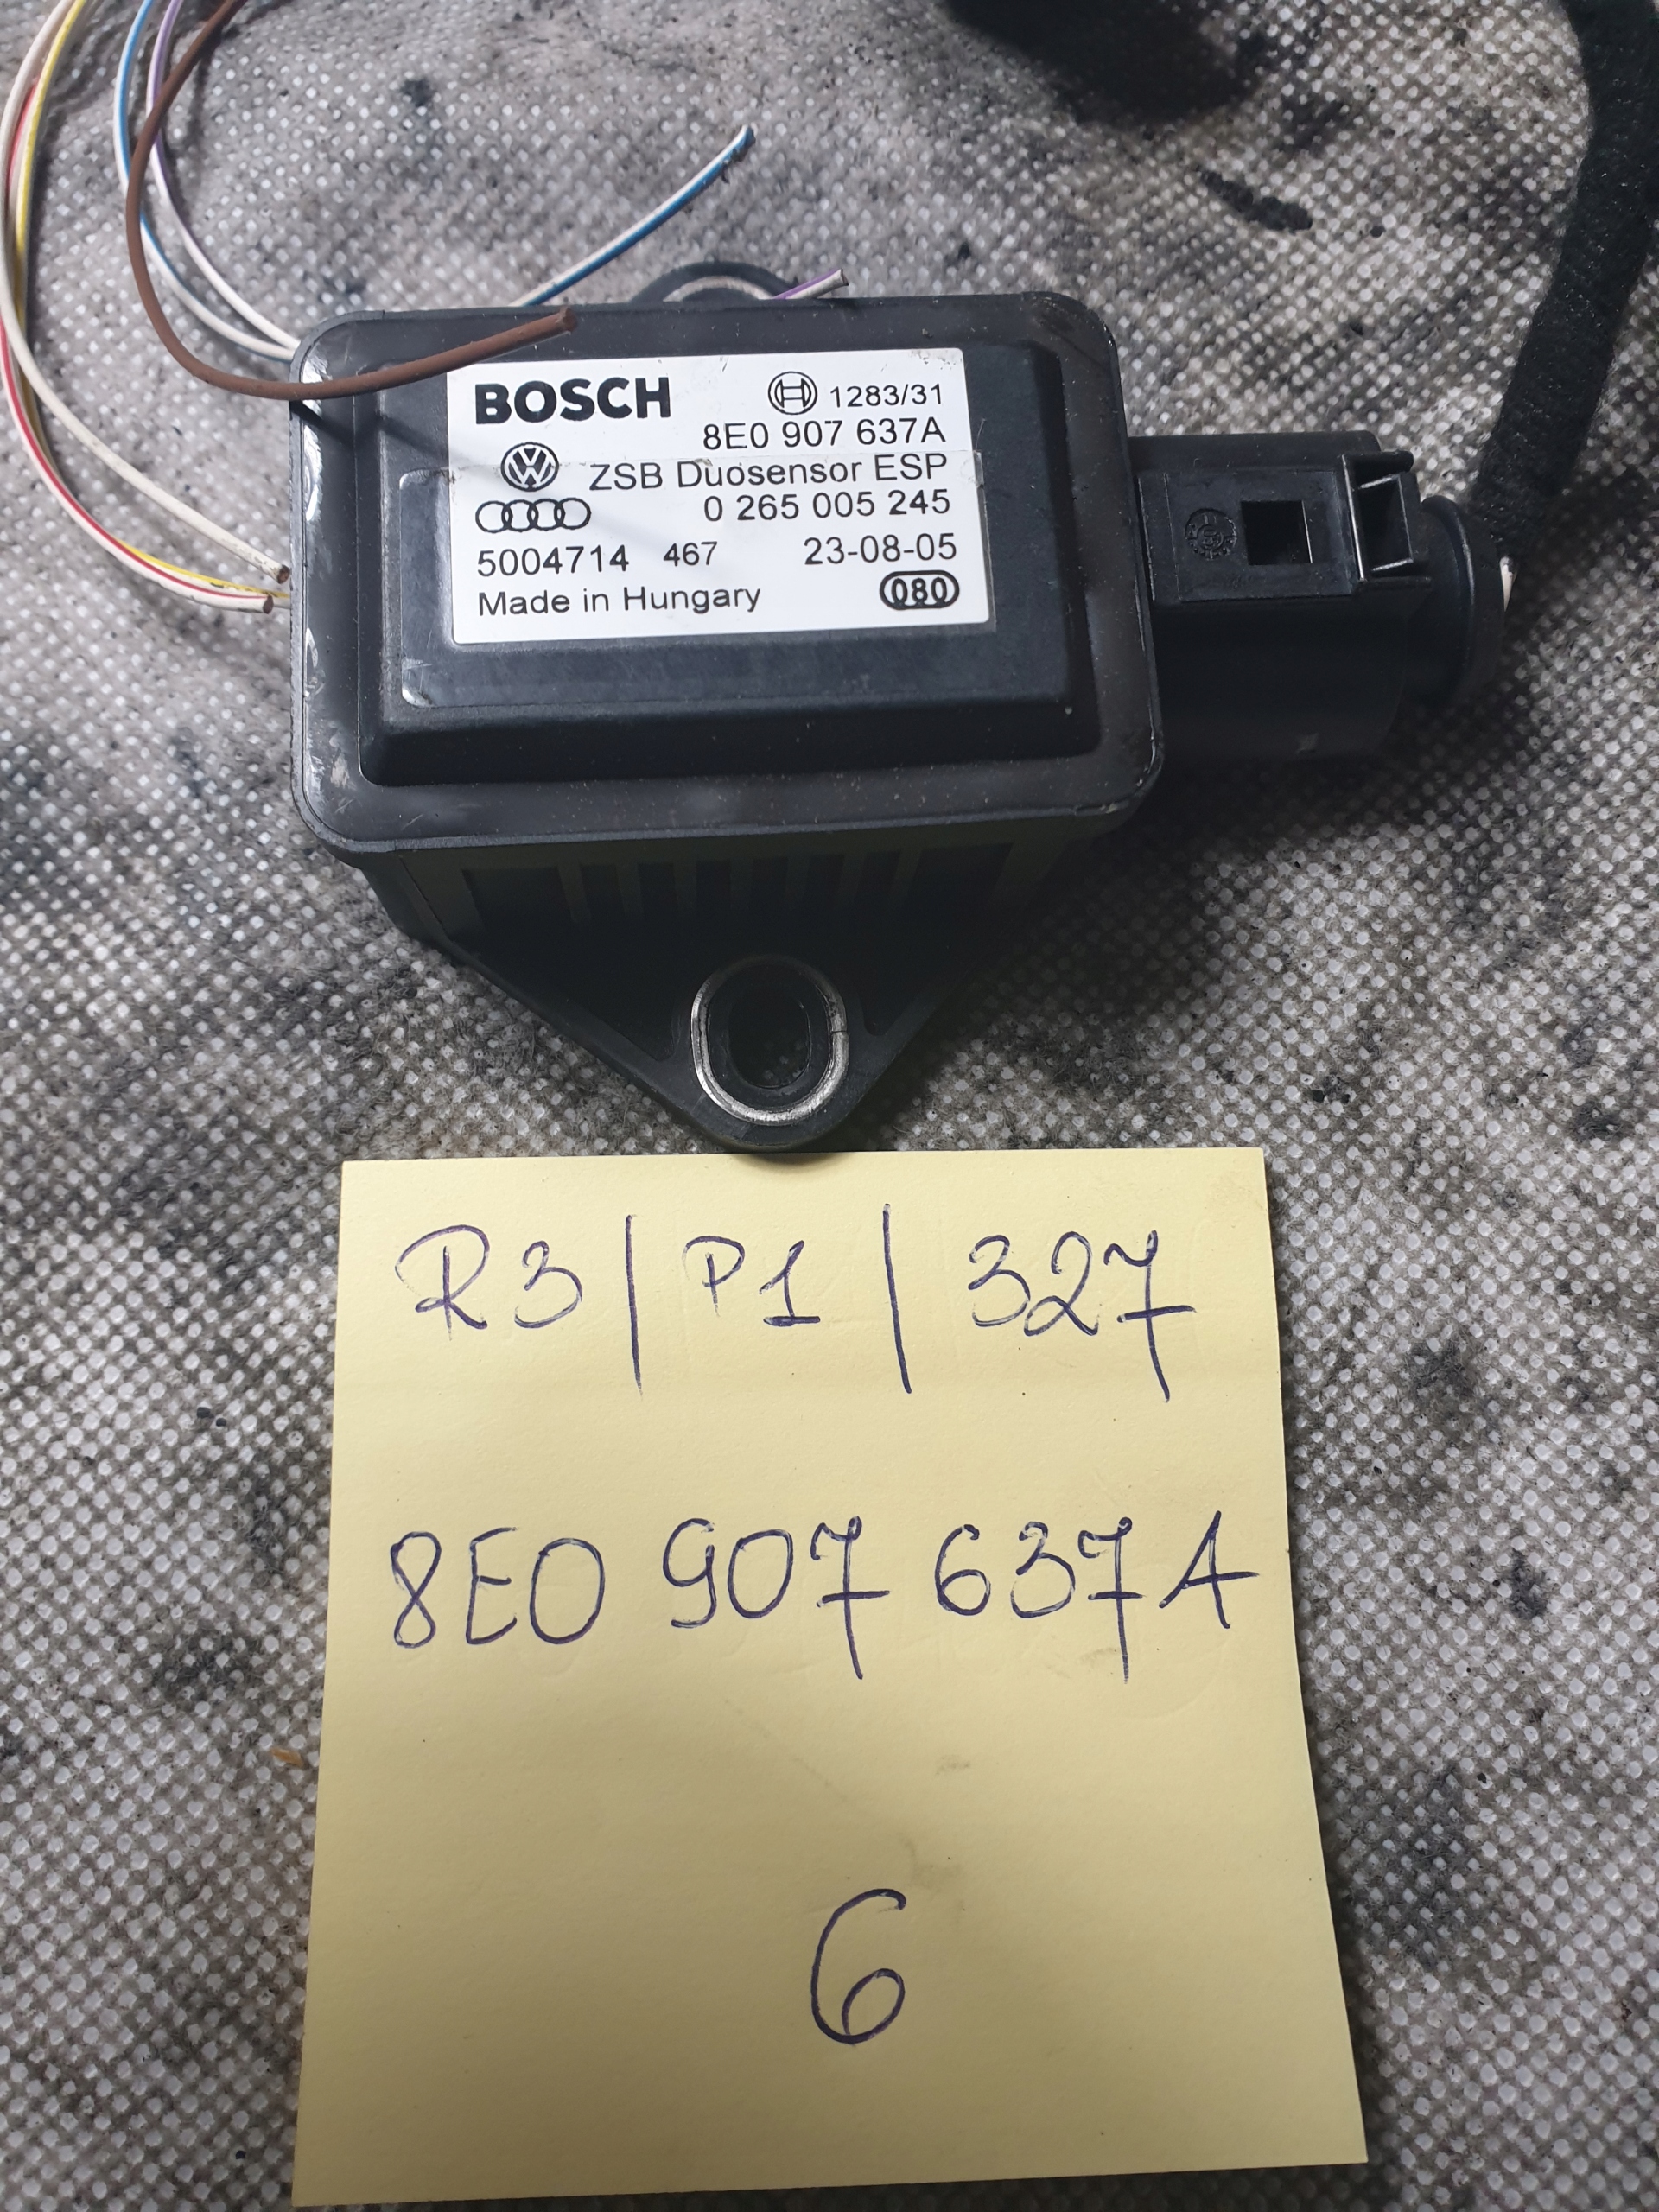 BOSCH 1283/31
8E0 907 637A
ZSB Duosensor ESP
0 265 005 245
5004714 467 23-08-05
Made in Hungary 080
R3/P1/327
8E0 907 637A
6